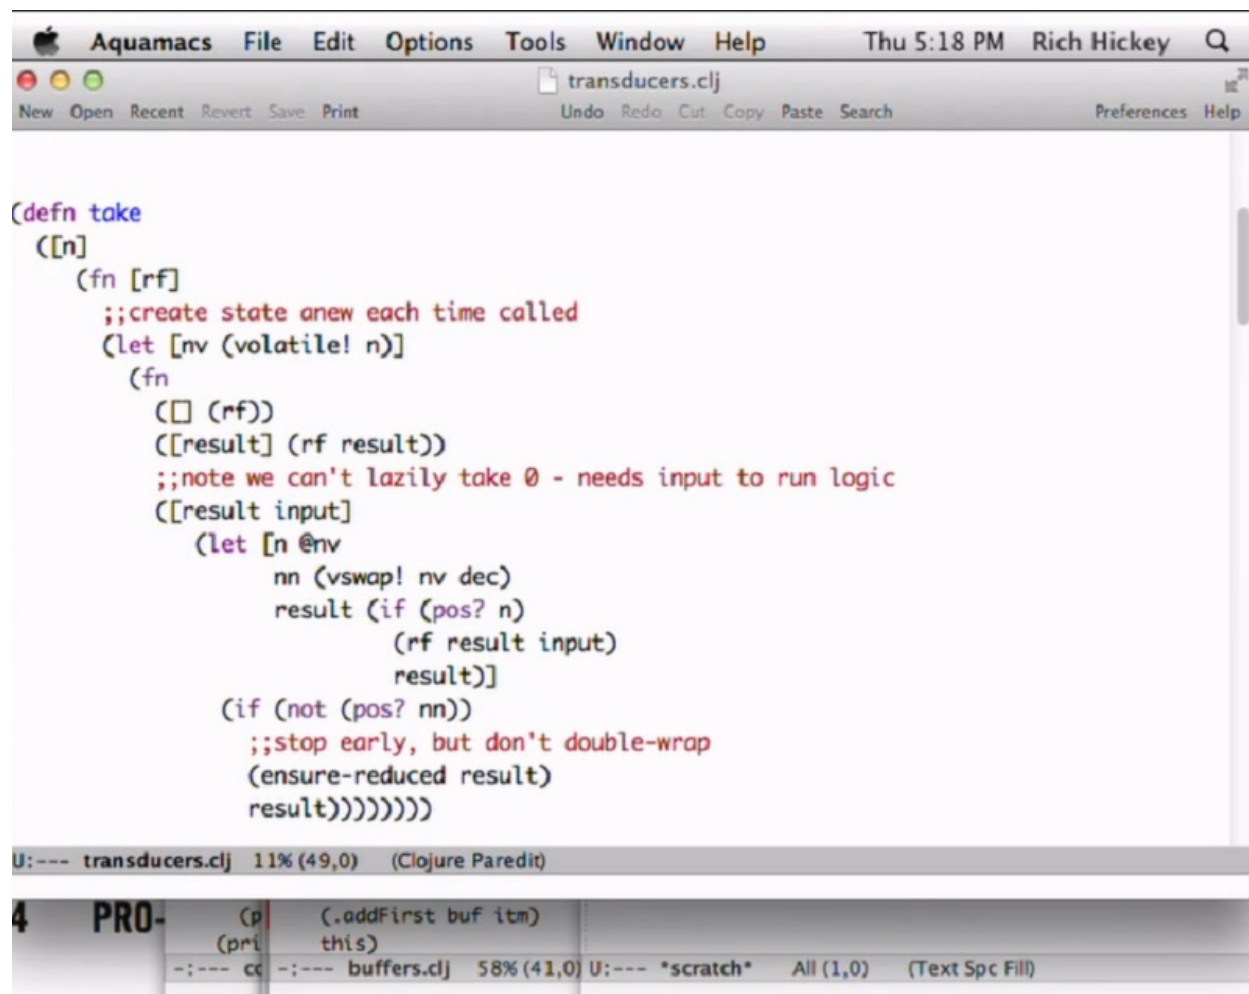 Aquamacs File Edit Options Tools Window Help Thu 5:18 PM Rich Hickey
transducers.clj
New Open Recent Revert Save Print Undo Redo Cut Copy Paste Search Preferences Help
(defn take
([n]
(fn [rf]
;;create state anew each time called
(let [nv (volatile! n)]
(fn
([] (rf))
([result] (rf result))
;;note we can't lazily take 0 - needs input to run logic
([result input]
(let [n @nv
nn (vswap! nv dec)
result (if (pos? n)
(rf result input)
result)]
(if (not (pos? nn))
;;stop early, but don't double-wrap
(ensure-reduced result)
result))))))))
U:--- transducers.clj 11% (49,0) (Clojure Paredit)
4 PRO- (p (.addFirst buf itm)
(pri this)
-:--- cc -:--- buffers.clj 58% (41,0) U:--- *scratch* All (1,0) (Text Spc Fill)